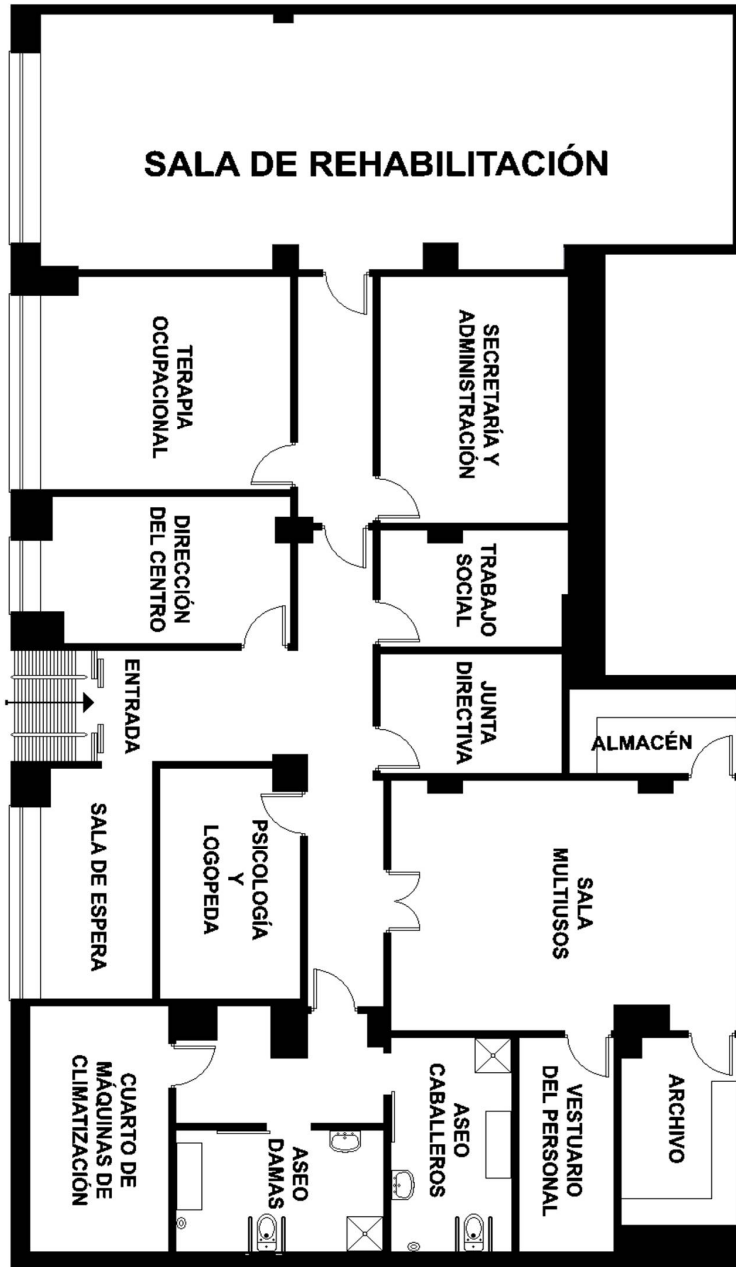 SALA DE REHABILITACIÓN
TERAPIA
OCUPACIONAL
SECRETARÍA Y
ADMINISTRACIÓN
DIRECCIÓN
DEL CENTRO
TRABAJO
SOCIAL
ENTRADA
JUNTA
DIRECTIVA
ALMACÉN
SALA DE ESPERA
PSICOLOGÍA
Y
LOGOPEDA
SALA
MULTIUSOS
CUARTO DE
MÁQUINAS DE
CLIMATIZACIÓN
ASEO
DAMAS
ASEO
CABALLEROS
VESTUARIO
DEL PERSONAL
ARCHIVO